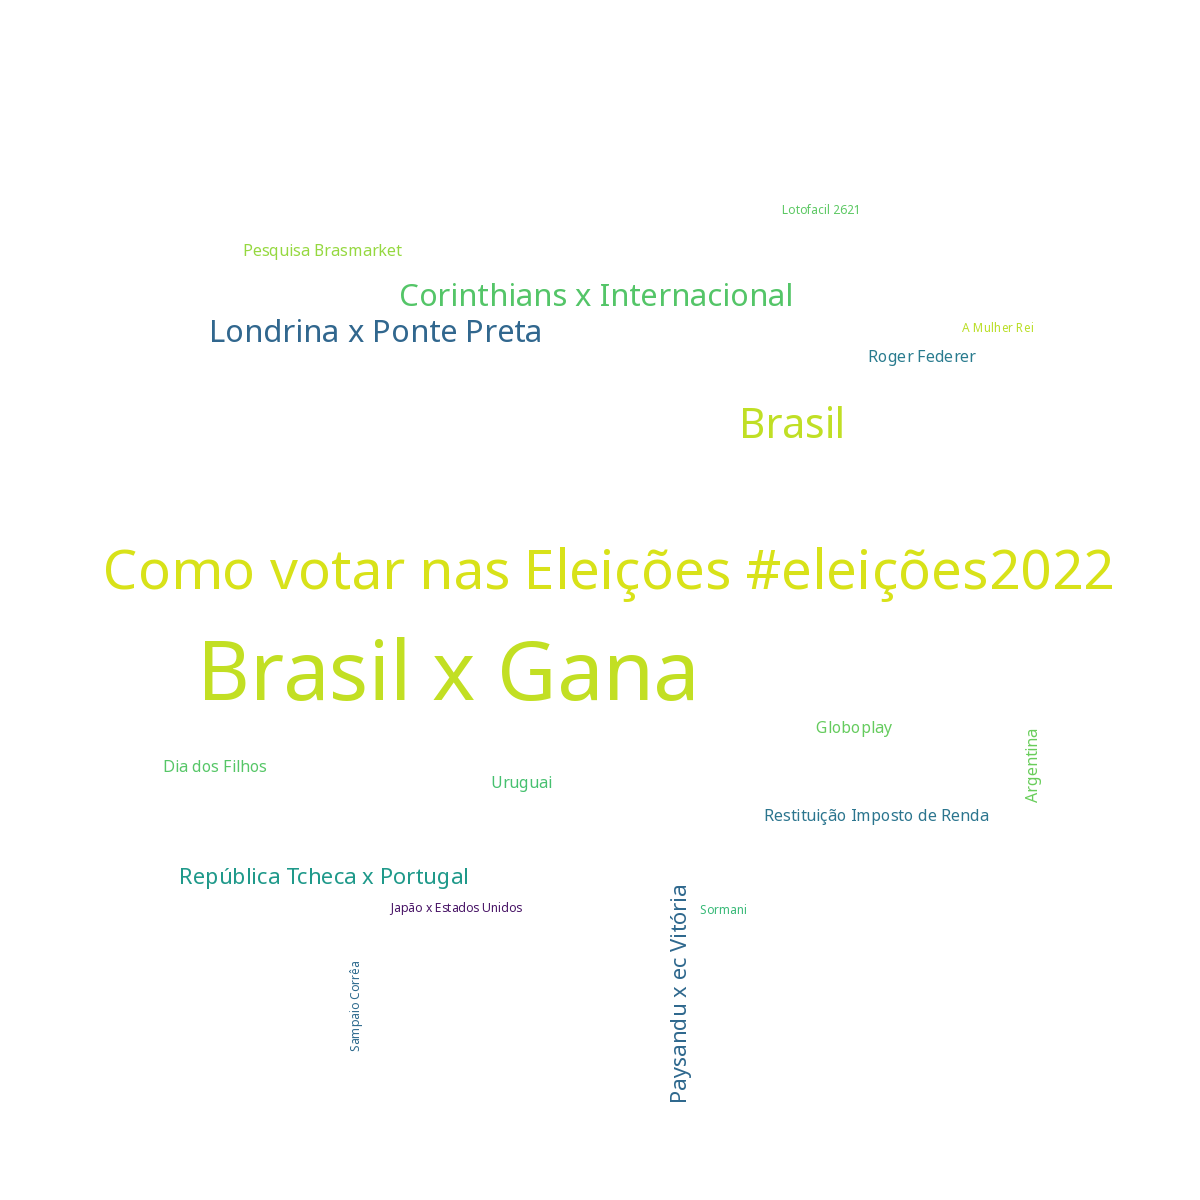 Lotofacil 2621
Pesquisa Brasmarket
Corinthians x Internacional
Londrina x Ponte Preta
A Mulher Rei
Roger Federer
Brasil
Como votar nas Eleições #eleições2022
Brasil x Gana
Globoplay
Argentina
Dia dos Filhos
Uruguai
Restituição Imposto de Renda
República Tcheca x Portugal
Japão x Estados Unidos
Paysandu x ec Vitória
Sormani
Sampaio Corrêa